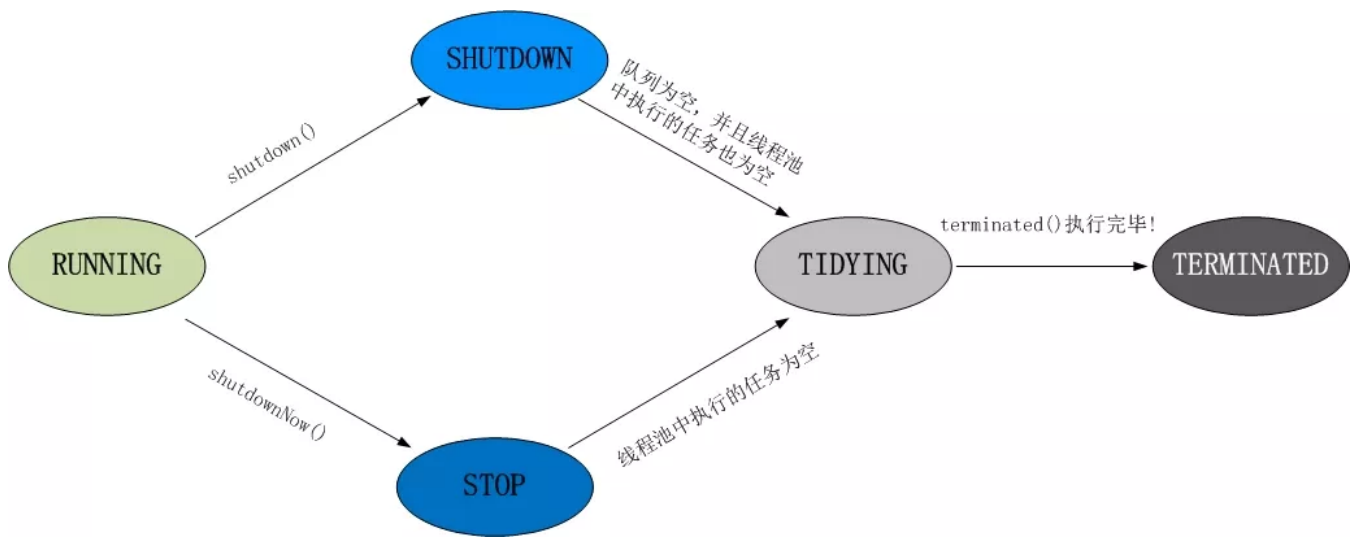 SHUTDOWN
队列为空，并且线程池
中执行的任务也为空
shutdown()
RUNNING
TIDYING
terminated()执行完毕!
TERMINATED
shutdownNow()
线程池中执行的任务为空
STOP